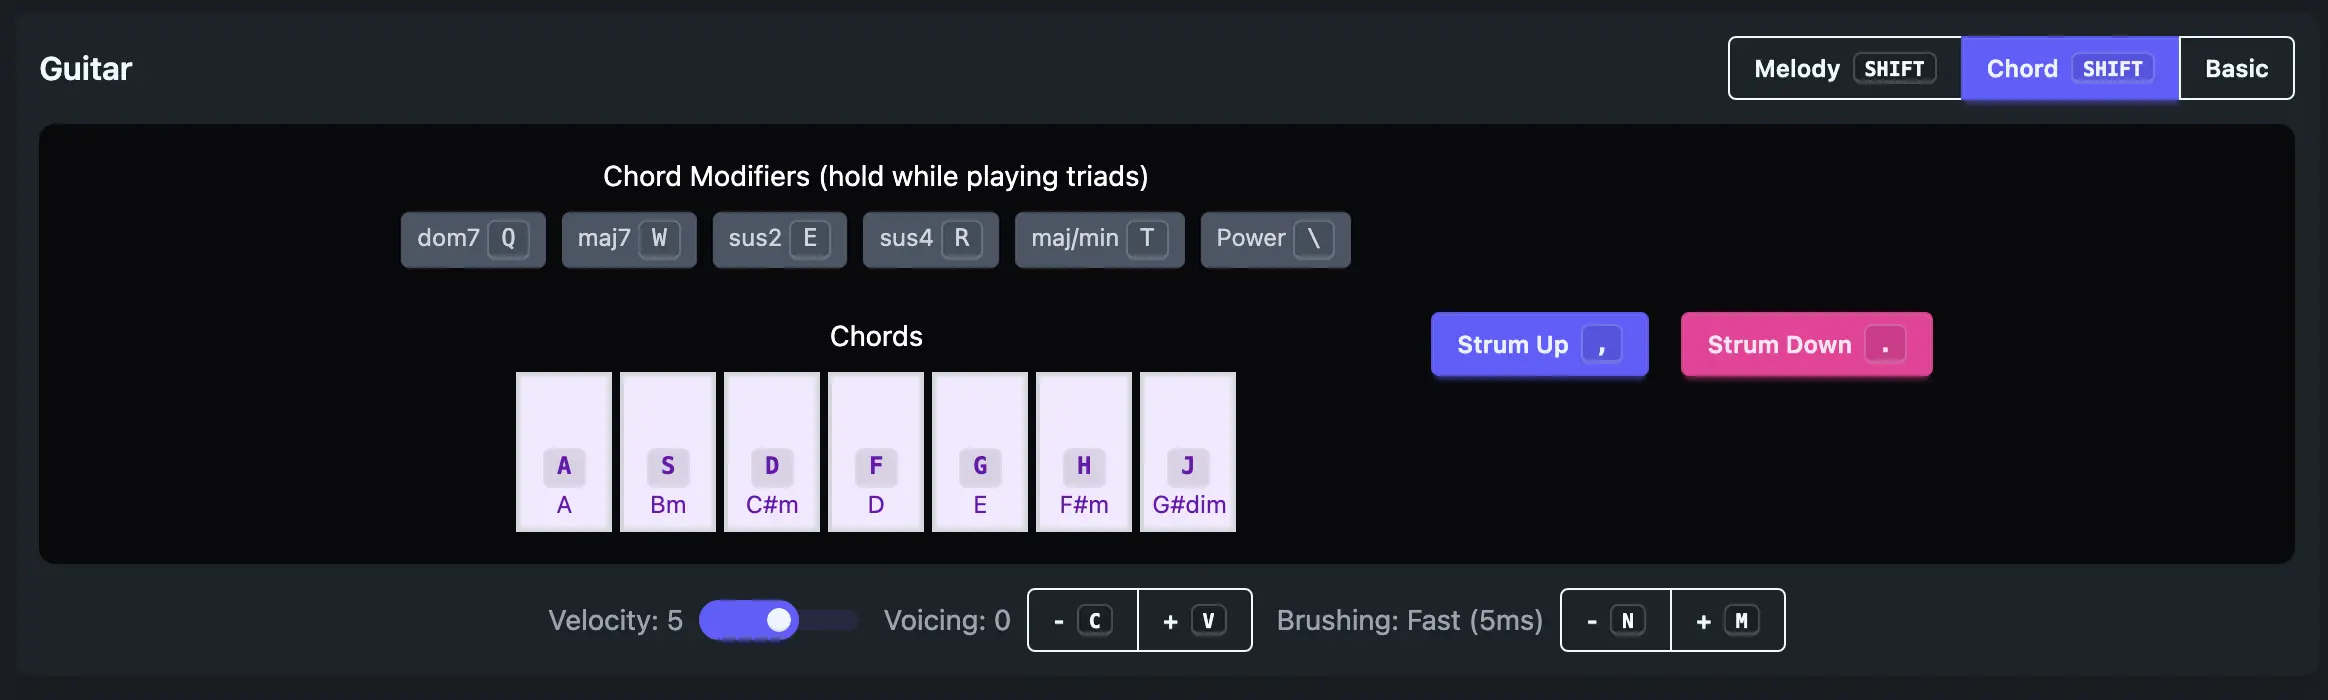 Guitar
Melody SHIFT Chord SHIFT Basic
Chord Modifiers (hold while playing triads)
dom7 Q maj7 W sus2 E sus4 R maj/min T Power \
Chords
Strum Up , Strum Down .
A S D F G H J
A Bm C#m D E F#m G#dim
Velocity: 5 Voicing: 0 - C + V Brushing: Fast (5ms) - N + M